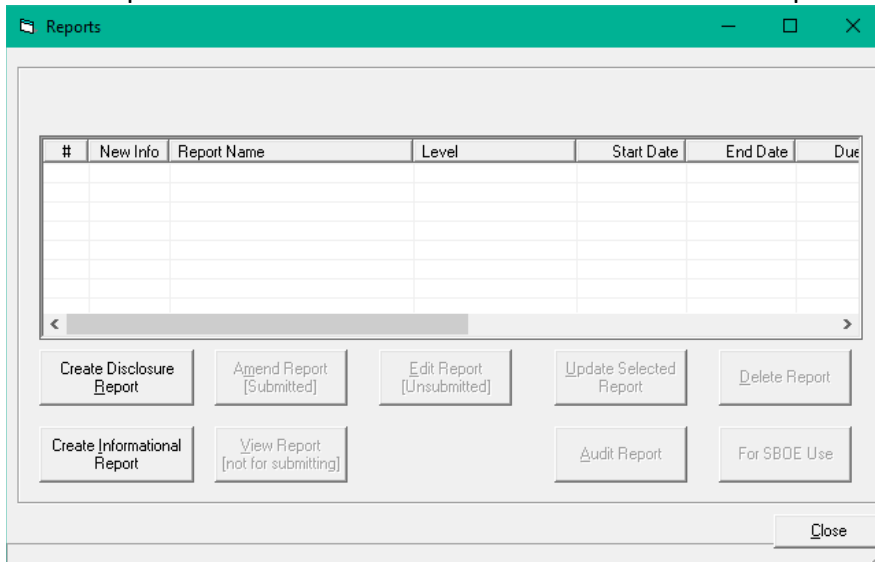 Reports
# New Info Report Name Level Start Date End Date Due
Create Disclosure
Report
Amend Report
[Submitted]
Edit Report
[Unsubmitted]
Update Selected
Report
Delete Report
Create Informational
Report
View Report
[not for submitting]
Audit Report
For SBOE Use
Close